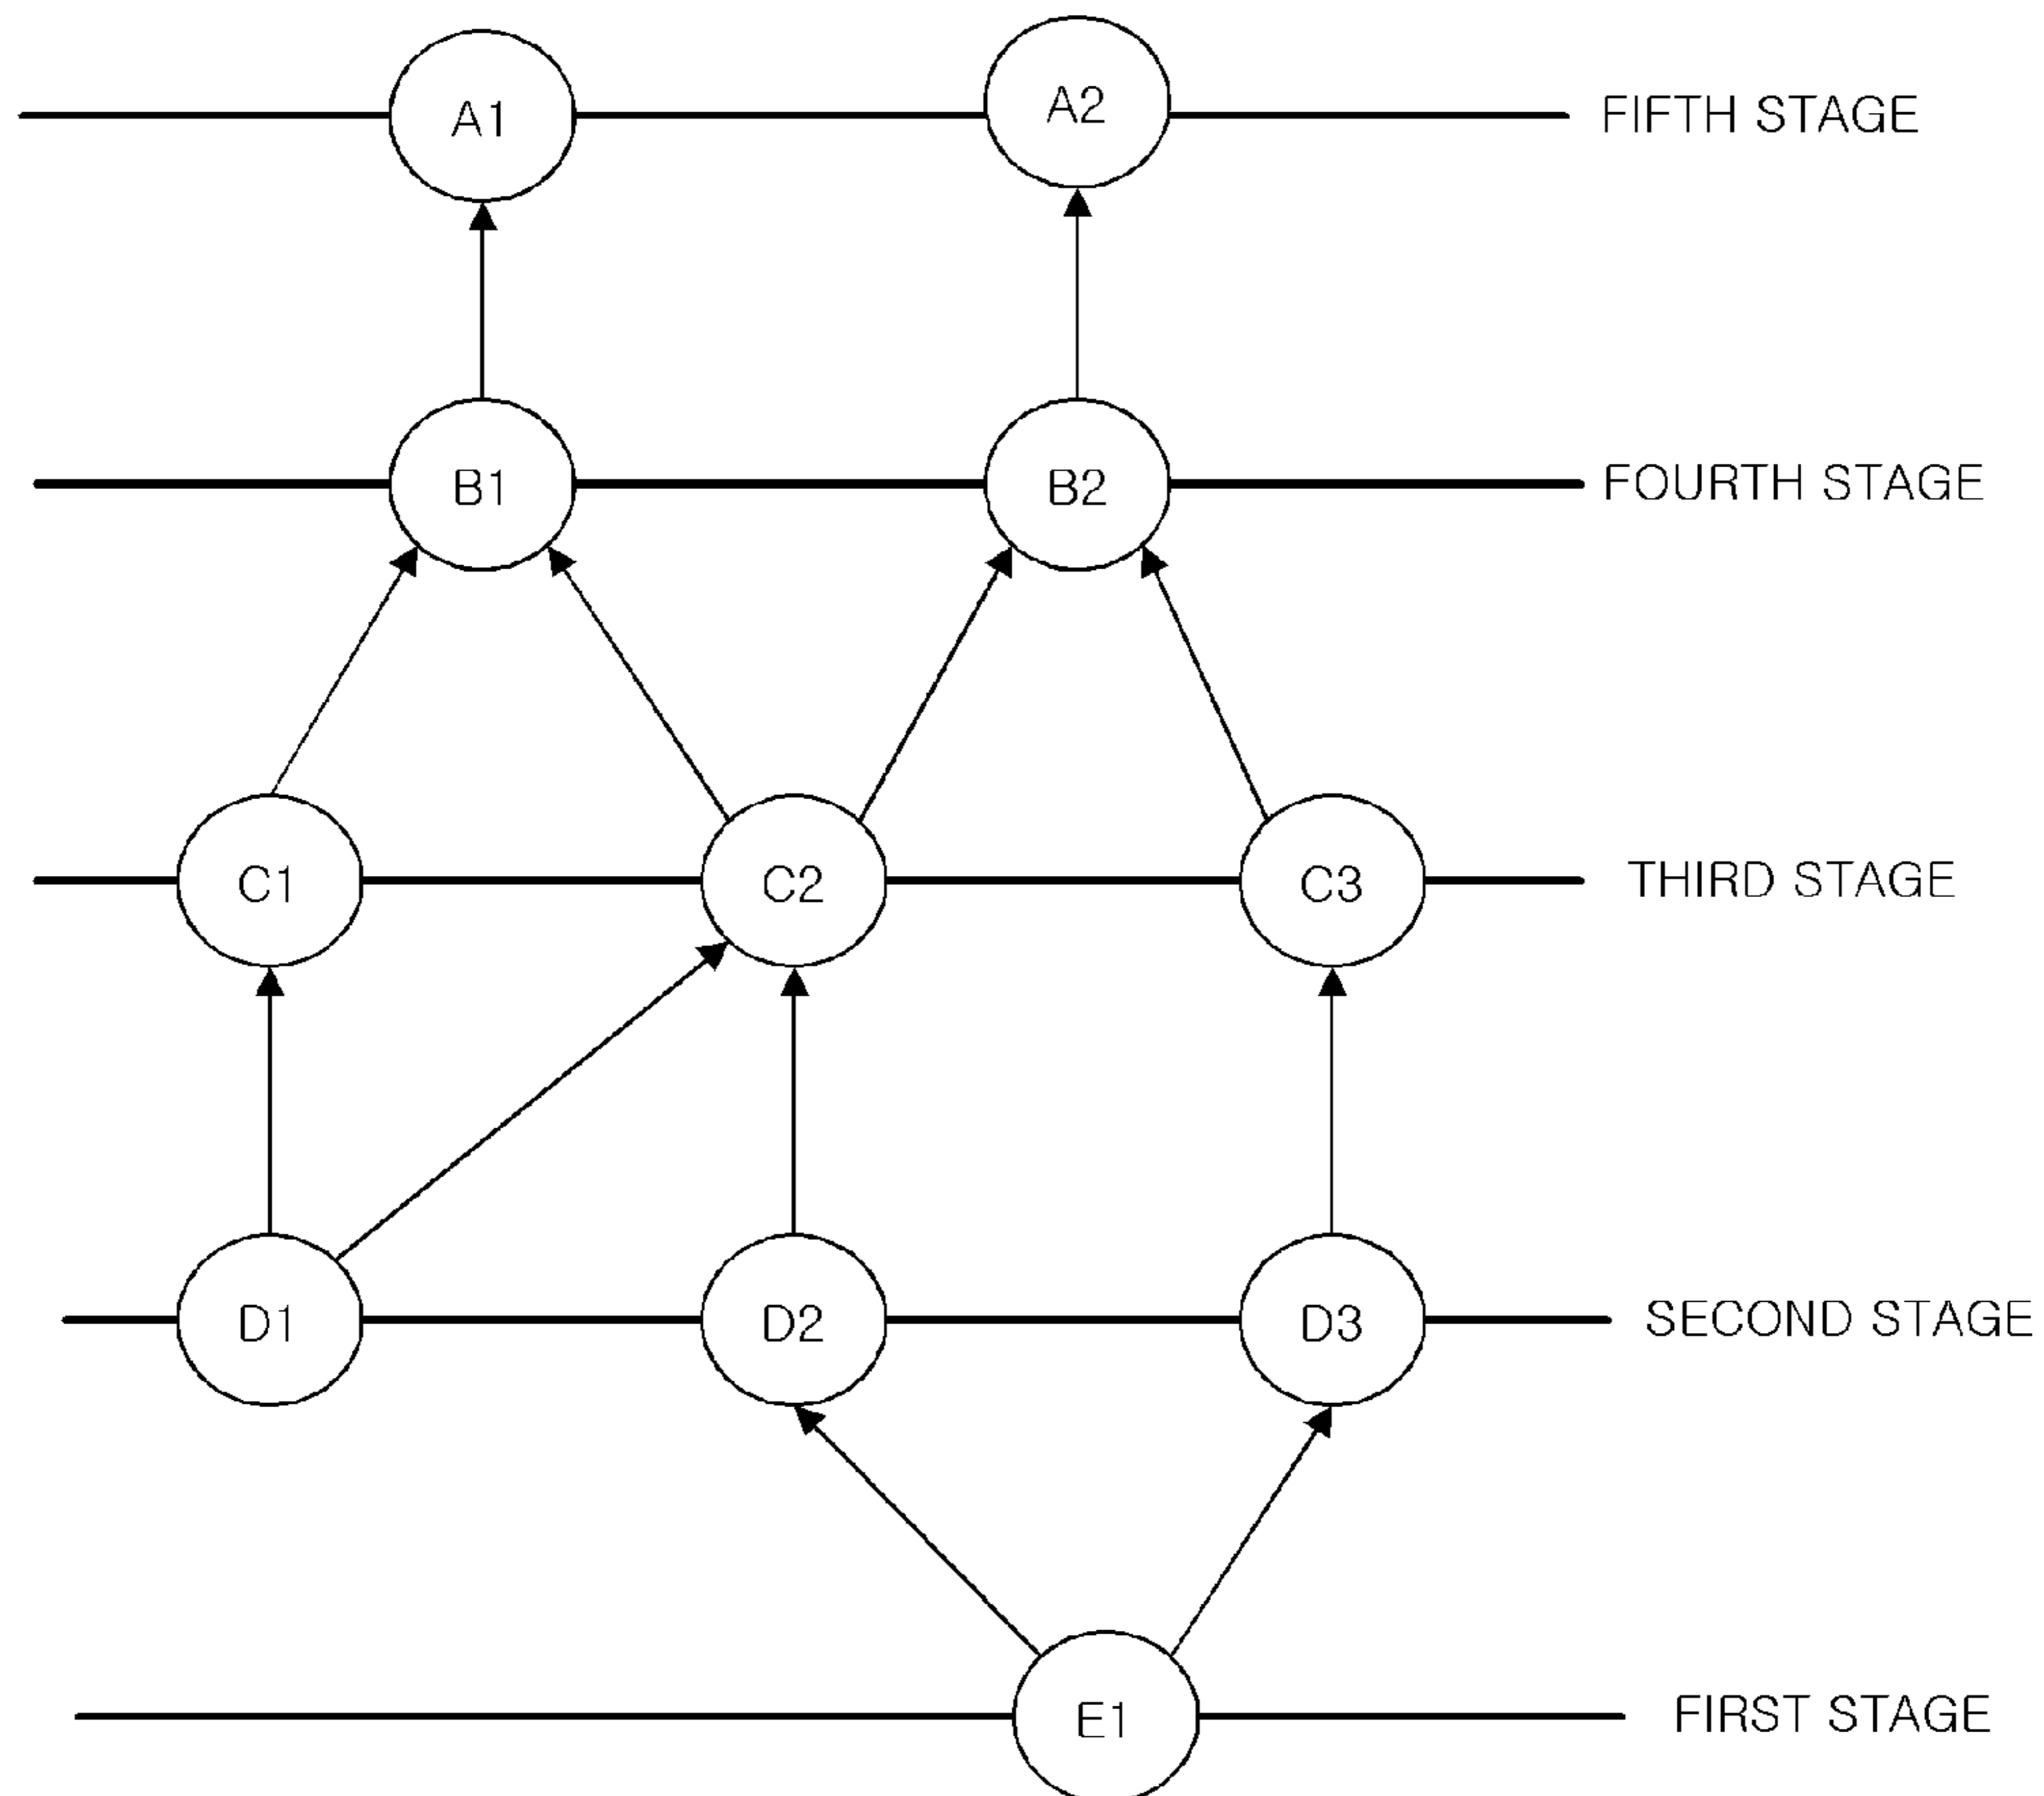 A1
A2
FIFTH STAGE
B1
B2
FOURTH STAGE
C1
C2
C3
THIRD STAGE
D1
D2
D3
SECOND STAGE
E1
FIRST STAGE